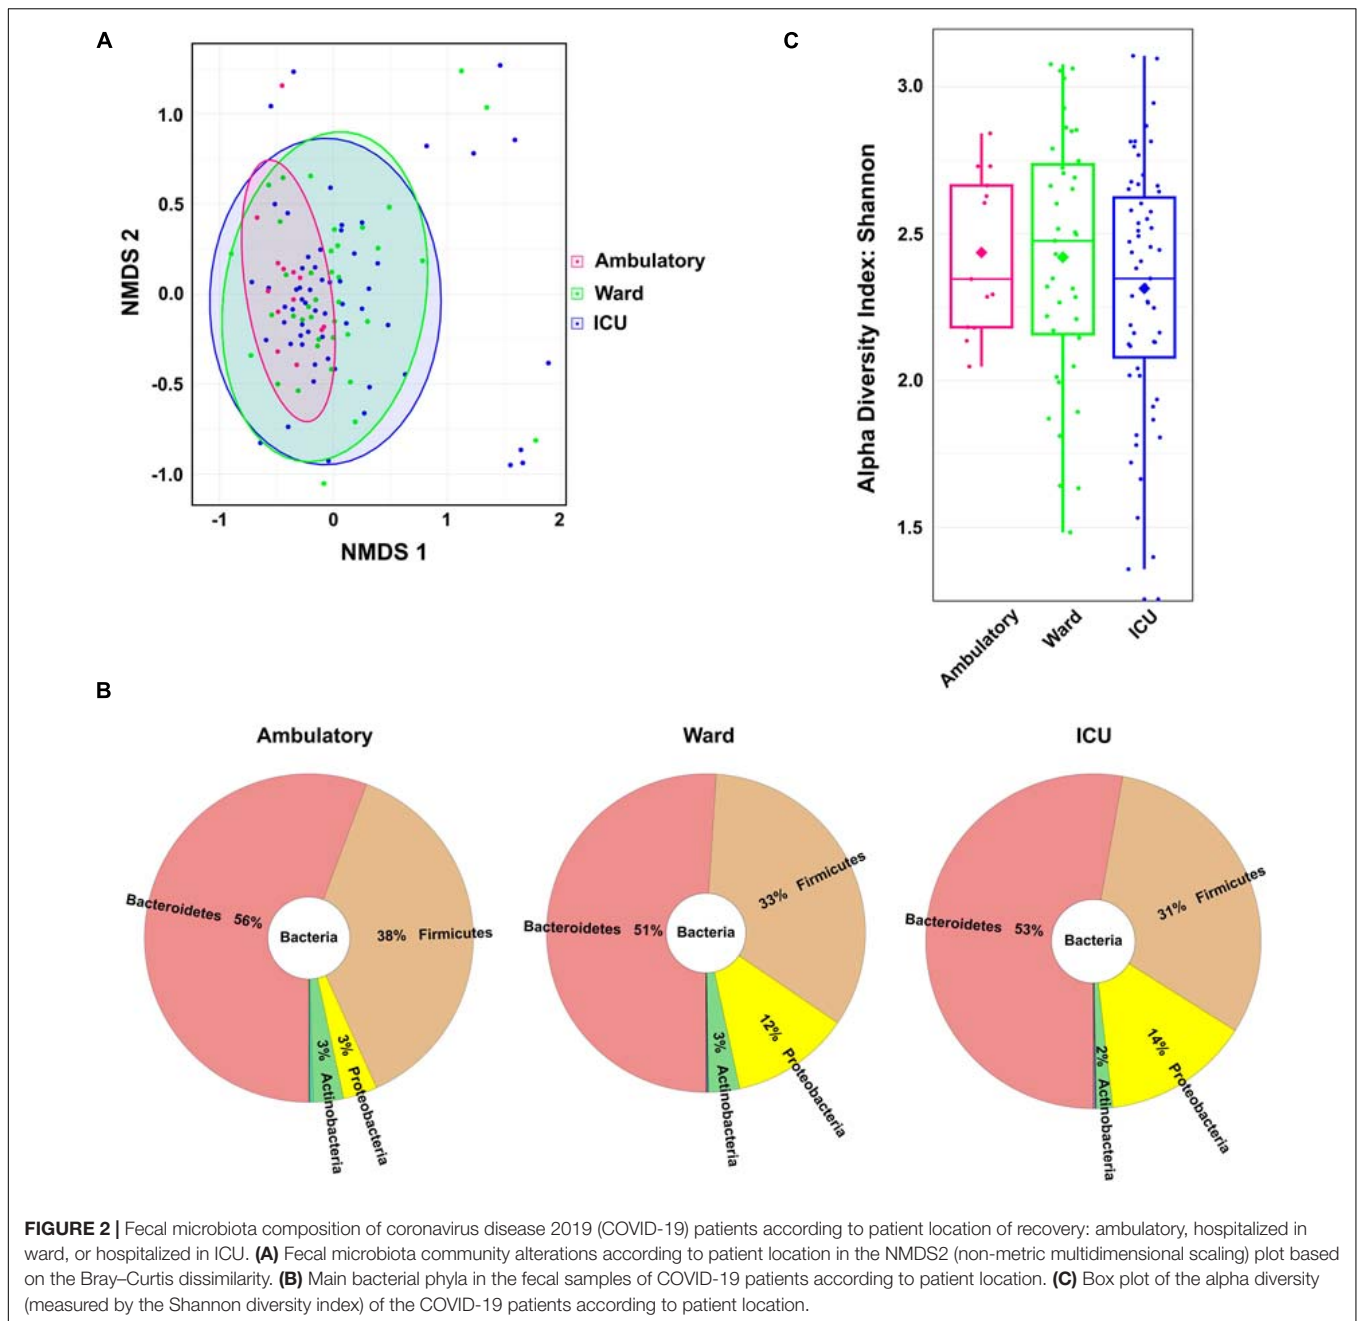 A
NMDS 2
1.0
0.5
0.0
-0.5
-1.0
-1
0
1
2
NMDS 1
Ambulatory
Ward
ICU
C
Alpha Diversity Index: Shannon
3.0
2.5
2.0
1.5
Ambulatory
Ward
ICU
B
Ambulatory
Bacteroidetes 56%
Bacteria
38% Firmicutes
3% Actinobacteria
3% Proteobacteria
Ward
Bacteroidetes 51%
Bacteria
33% Firmicutes
3% Actinobacteria
12% Proteobacteria
ICU
Bacteroidetes 53%
Bacteria
31% Firmicutes
2% Actinobacteria
14% Proteobacteria
FIGURE 2 | Fecal microbiota composition of coronavirus disease 2019 (COVID-19) patients according to patient location of recovery: ambulatory, hospitalized in
ward, or hospitalized in ICU. (A) Fecal microbiota community alterations according to patient location in the NMDS2 (non-metric multidimensional scaling) plot based
on the Bray–Curtis dissimilarity. (B) Main bacterial phyla in the fecal samples of COVID-19 patients according to patient location. (C) Box plot of the alpha diversity
(measured by the Shannon diversity index) of the COVID-19 patients according to patient location.